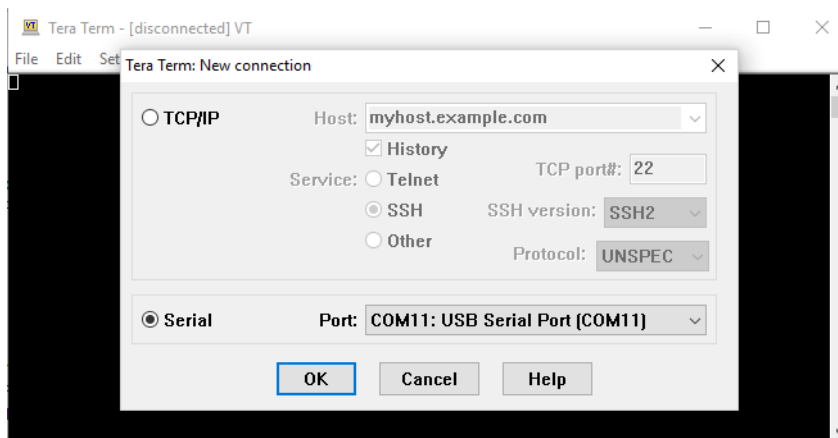 VT Tera Term - [disconnected] VT
File Edit Set
Tera Term: New connection
TCP/IP Host: myhost.example.com
History
Service: Telnet TCP port#: 22
SSH SSH version: SSH2
Other Protocol: UNSPEC
Serial Port: COM11: USB Serial Port (COM11)
OK Cancel Help